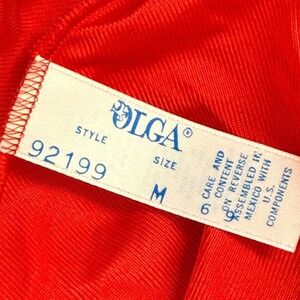 OLGA®
STYLE SIZE
92199 M 6
CARE AND
CONTENT
ON REVERSE
ASSEMBLED IN
MEXICO WITH
U.S.
COMPONENTS